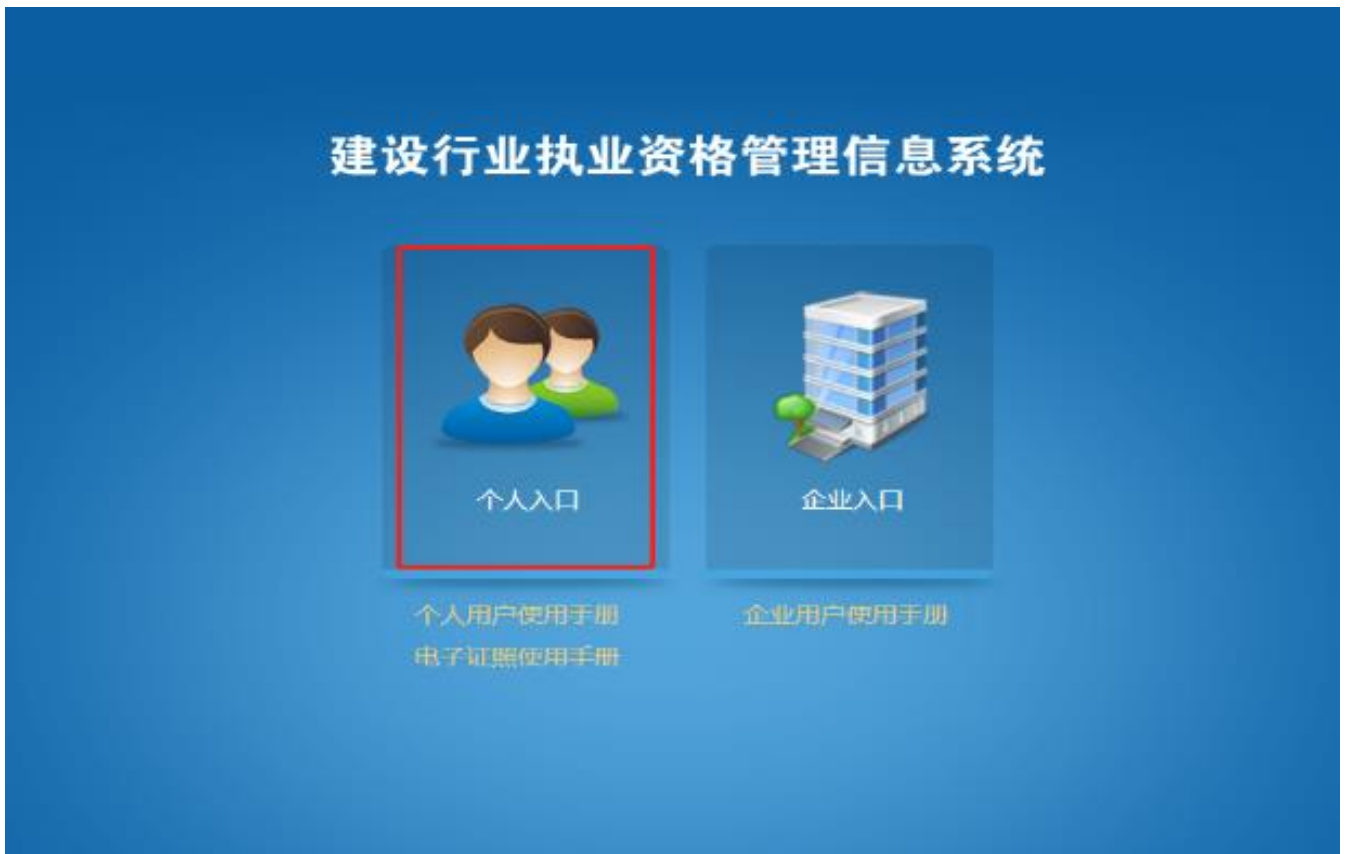 建设行业执业资格管理信息系统
个人入口
企业入口
个人用户使用手册
企业用户使用手册
电子证照使用手册